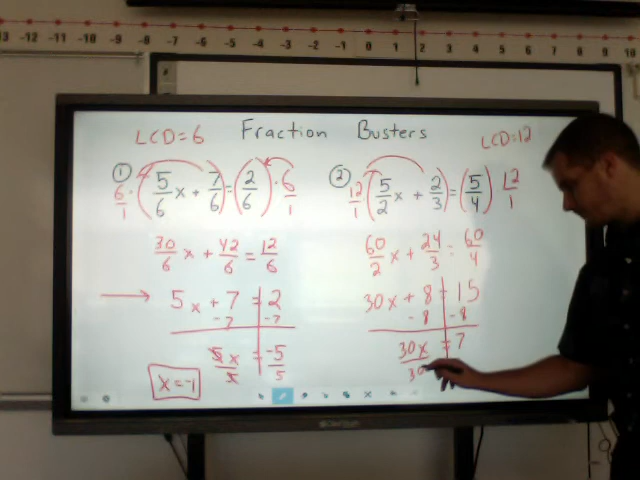 -13 -12 -11 -10 -9 -8 -7 -6 -5 -4 -3 -2 -1 0 1 2 3 4 5 6 7 8 9 10
Fraction Busters
LCD=6
① 6/1 · (5/6 x + 7/6) = (2/6) · 6/1
30/6 x + 42/6 = 12/6
→ 5x + 7 = 2
-7 -7
5x/5 = -5/5
x = -1
LCD=12
② 12/1 · (5/2 x + 2/3) = (5/4) 12/1
60/2 x + 24/3 = 60/4
30x + 8 = 15
-8 -8
30x/30 = 7